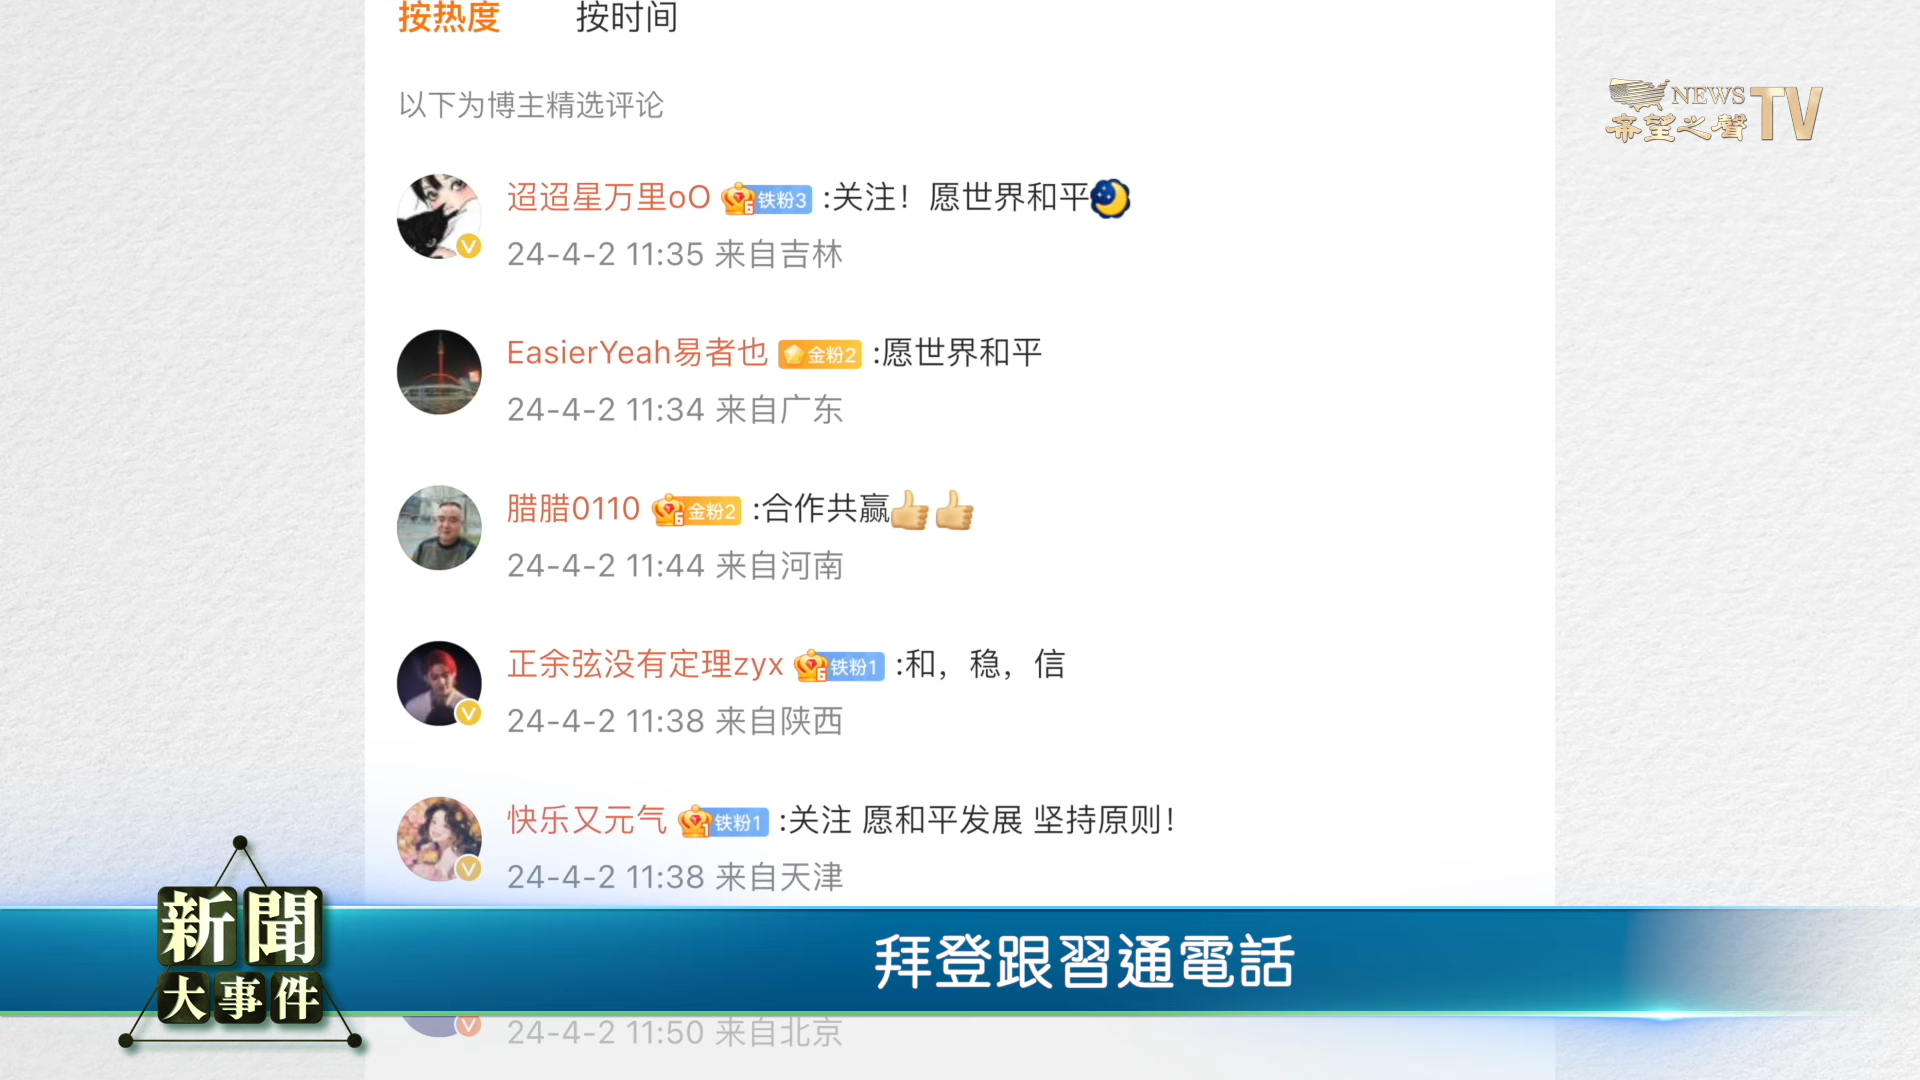 按热度 按时间
以下为博主精选评论
NEWS
希望之聲TV
迢迢星万里oO 6 铁粉3 :关注！愿世界和平
24-4-2 11:35 来自吉林
EasierYeah易者也 金粉2 :愿世界和平
24-4-2 11:34 来自广东
腊腊0110 6 金粉2 :合作共赢
24-4-2 11:44 来自河南
正余弦没有定理zyx 6 铁粉1 :和，稳，信
24-4-2 11:38 来自陕西
快乐又元气 1 铁粉1 :关注 愿和平发展 坚持原则！
24-4-2 11:38 来自天津
新聞
大事件
拜登跟習通電話
24-4-2 11:50 来自北京